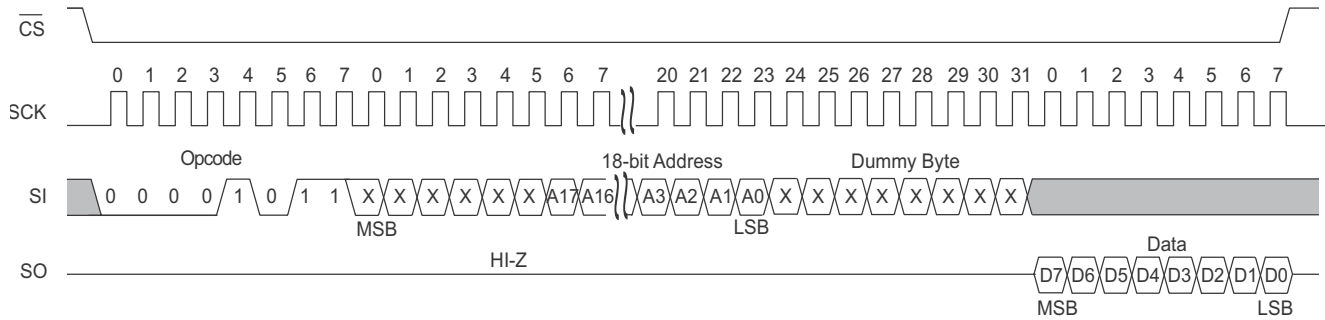 CS
0 1 2 3 4 5 6 7 0 1 2 3 4 5 6 7 20 21 22 23 24 25 26 27 28 29 30 31 0 1 2 3 4 5 6 7
SCK
Opcode 18-bit Address Dummy Byte
SI 0 0 0 0 1 0 1 1 X X X X X X A17 A16 A3 A2 A1 A0 X X X X X X X X
MSB LSB
HI-Z Data
SO D7 D6 D5 D4 D3 D2 D1 D0
MSB LSB